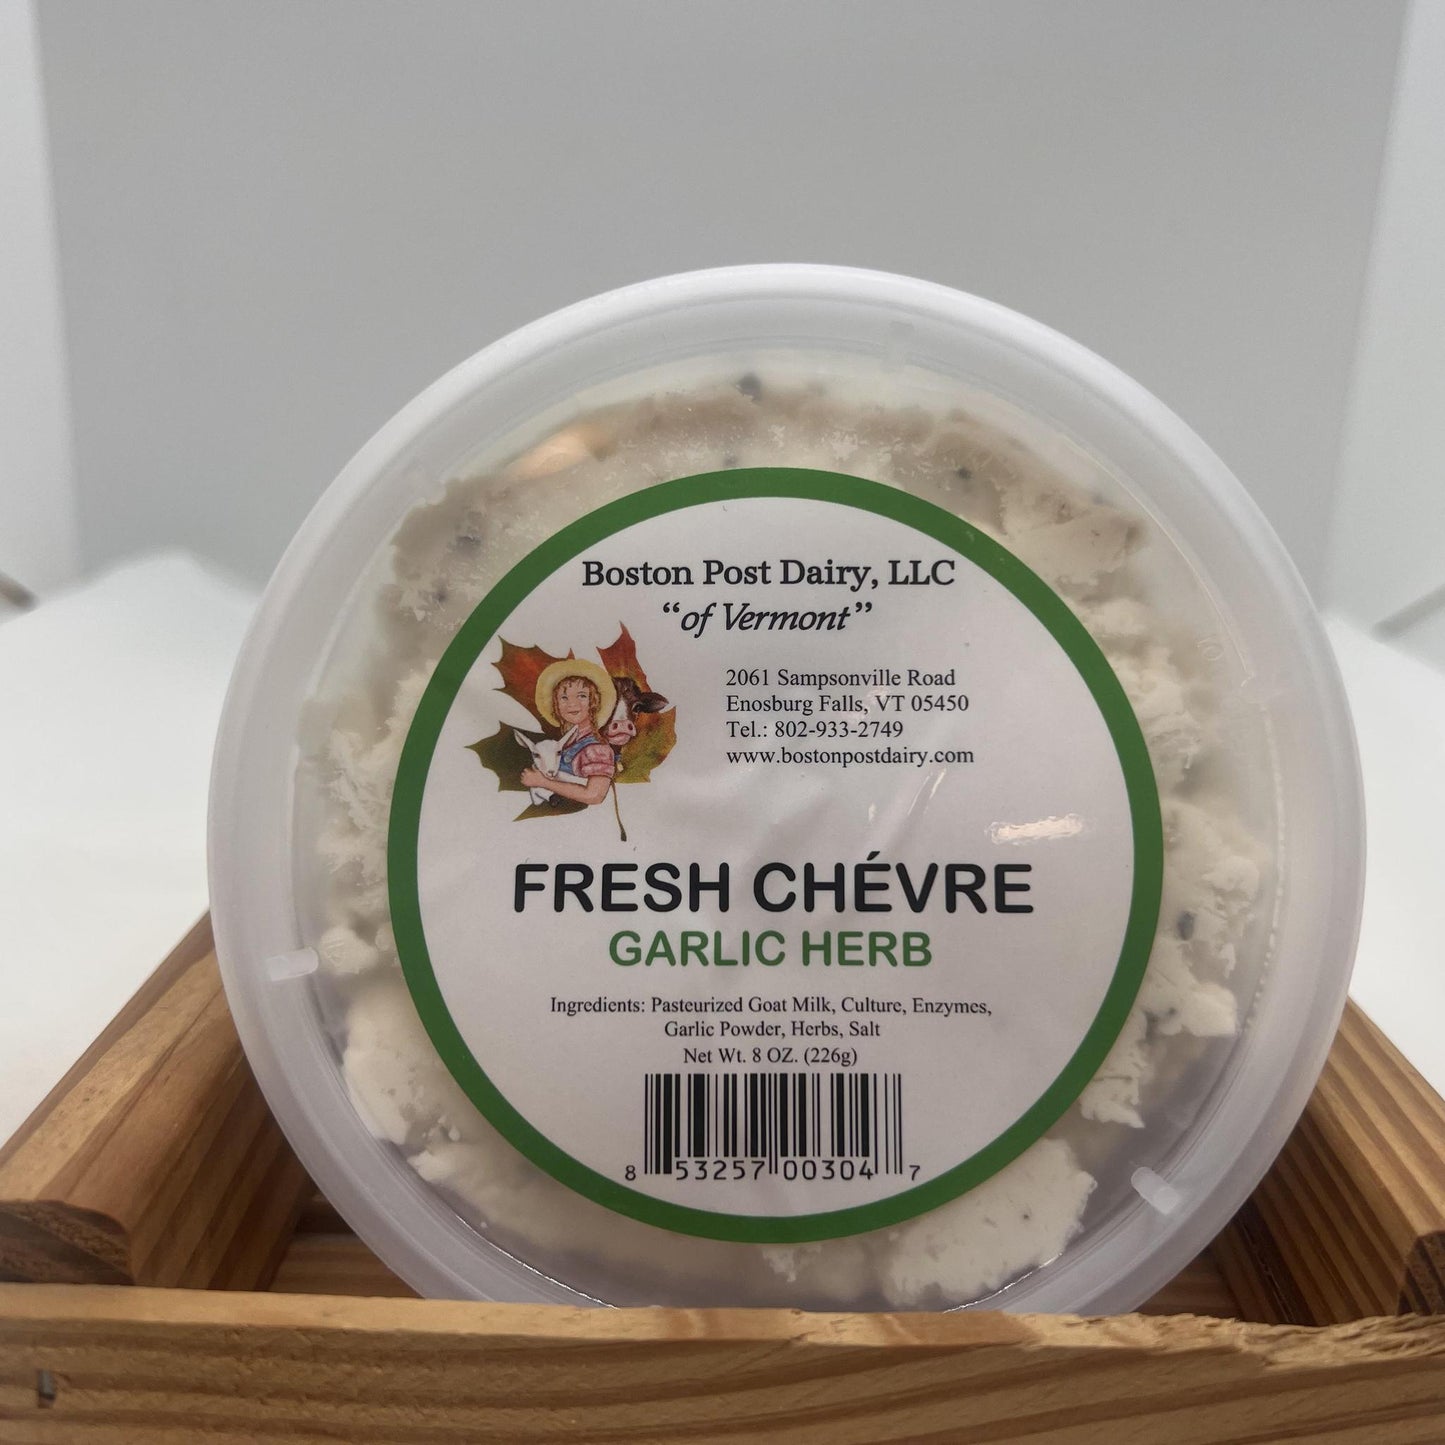 Boston Post Dairy, LLC
“of Vermont”
2061 Sampsonville Road
Enosburg Falls, VT 05450
Tel.: 802-933-2749
www.bostonpostdairy.com
FRESH CHÉVRE
GARLIC HERB
Ingredients: Pasteurized Goat Milk, Culture, Enzymes,
Garlic Powder, Herbs, Salt
Net Wt. 8 OZ. (226g)
8 53257 00304 7